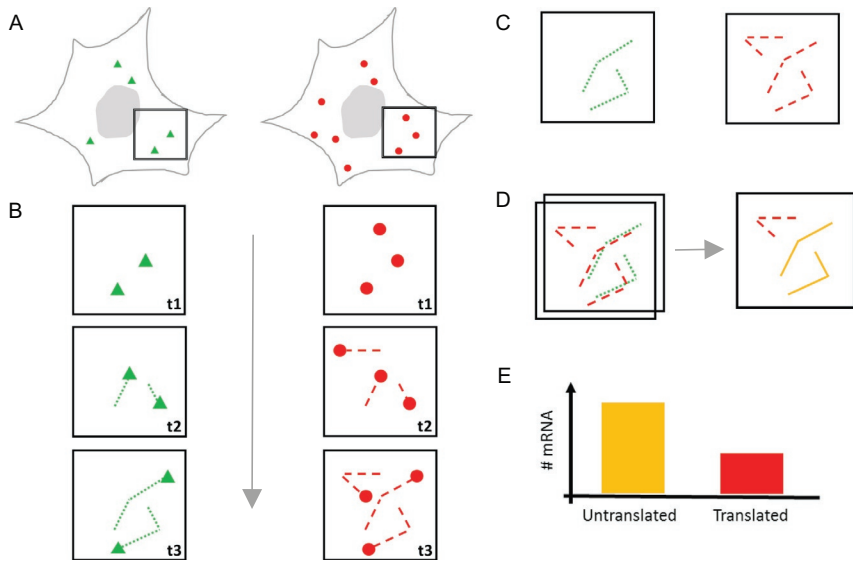 A
B
t1
t1
t2
t2
t3
t3
C
D
E
# mRNA
Untranslated
Translated